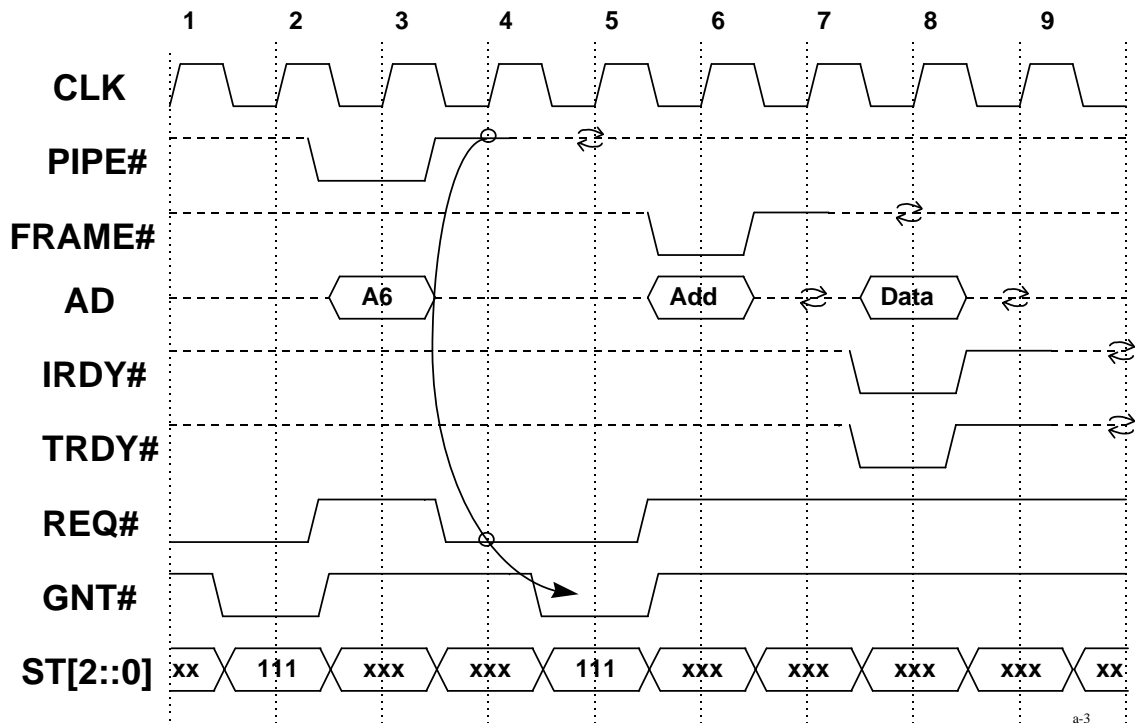 1 2 3 4 5 6 7 8 9
CLK
PIPE#
FRAME#
AD A6 Add Data
IRDY#
TRDY#
REQ#
GNT#
ST[2::0] xx 111 xxx xxx 111 xxx xxx xxx xxx xx
a-3